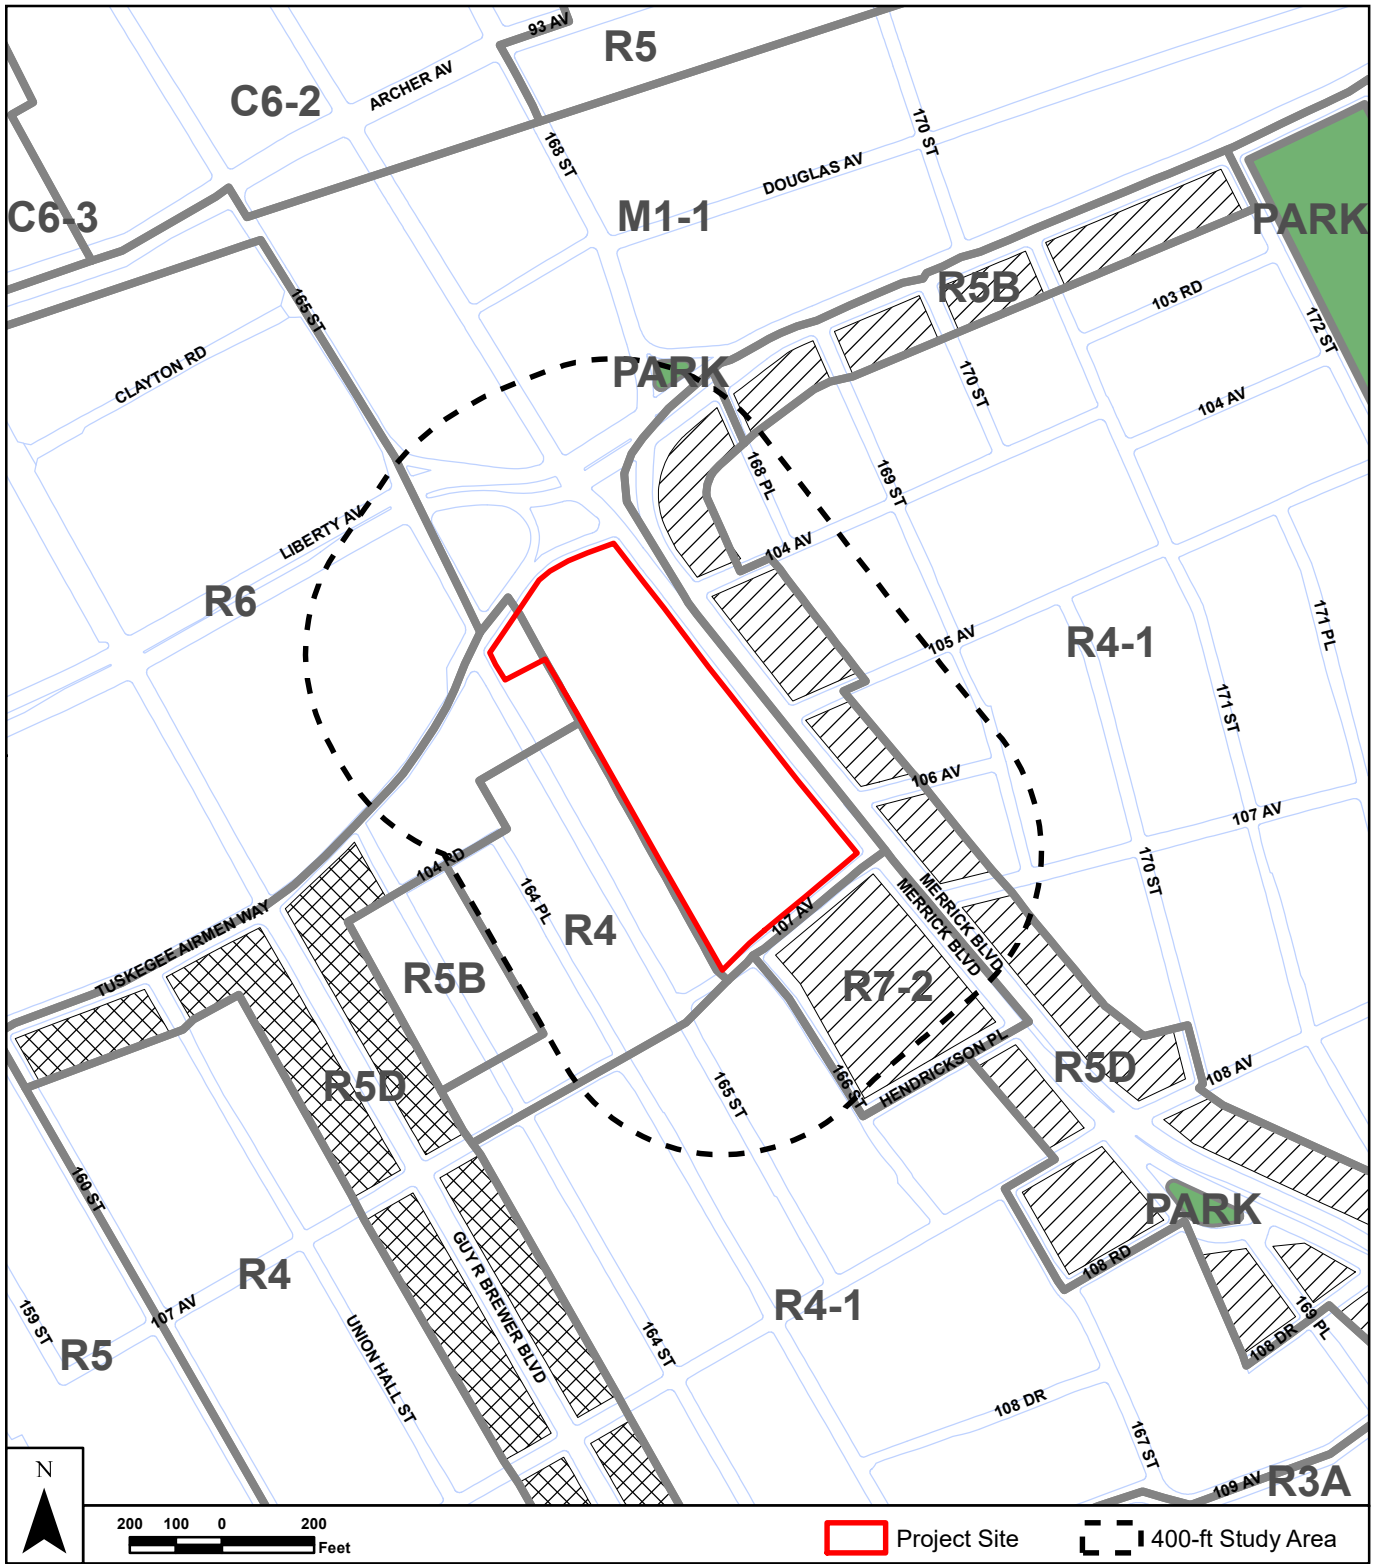 93 AV
R5
ARCHER AV
C6-2
170 ST
168 ST
DOUGLAS AV
C6-3
M1-1
PARK
R5B
165 ST
103 RD
172 ST
CLAYTON RD
PARK
170 ST
104 AV
168 PL
169 ST
LIBERTY AV
104 AV
R6
171 PL
105 AV
R4-1
171 ST
106 AV
107 AV
104 RD
170 ST
164 PL
MERRICK BLVD
MERRICK BLVD
TUSKEGEE AIRMEN WAY
R4
107 AV
R5B
R7-2
R5D
R5D
HENDRICKSON PL
108 AV
166 ST
165 ST
160 ST
PARK
GUY R BREWER BLVD
108 RD
R4
R4-1
159 ST
107 AV
169 PL
UNION HALL ST
164 ST
108 DR
R5
108 DR
167 ST
109 AV
R3A
N
200 100 0 200
Feet
Project Site
400-ft Study Area